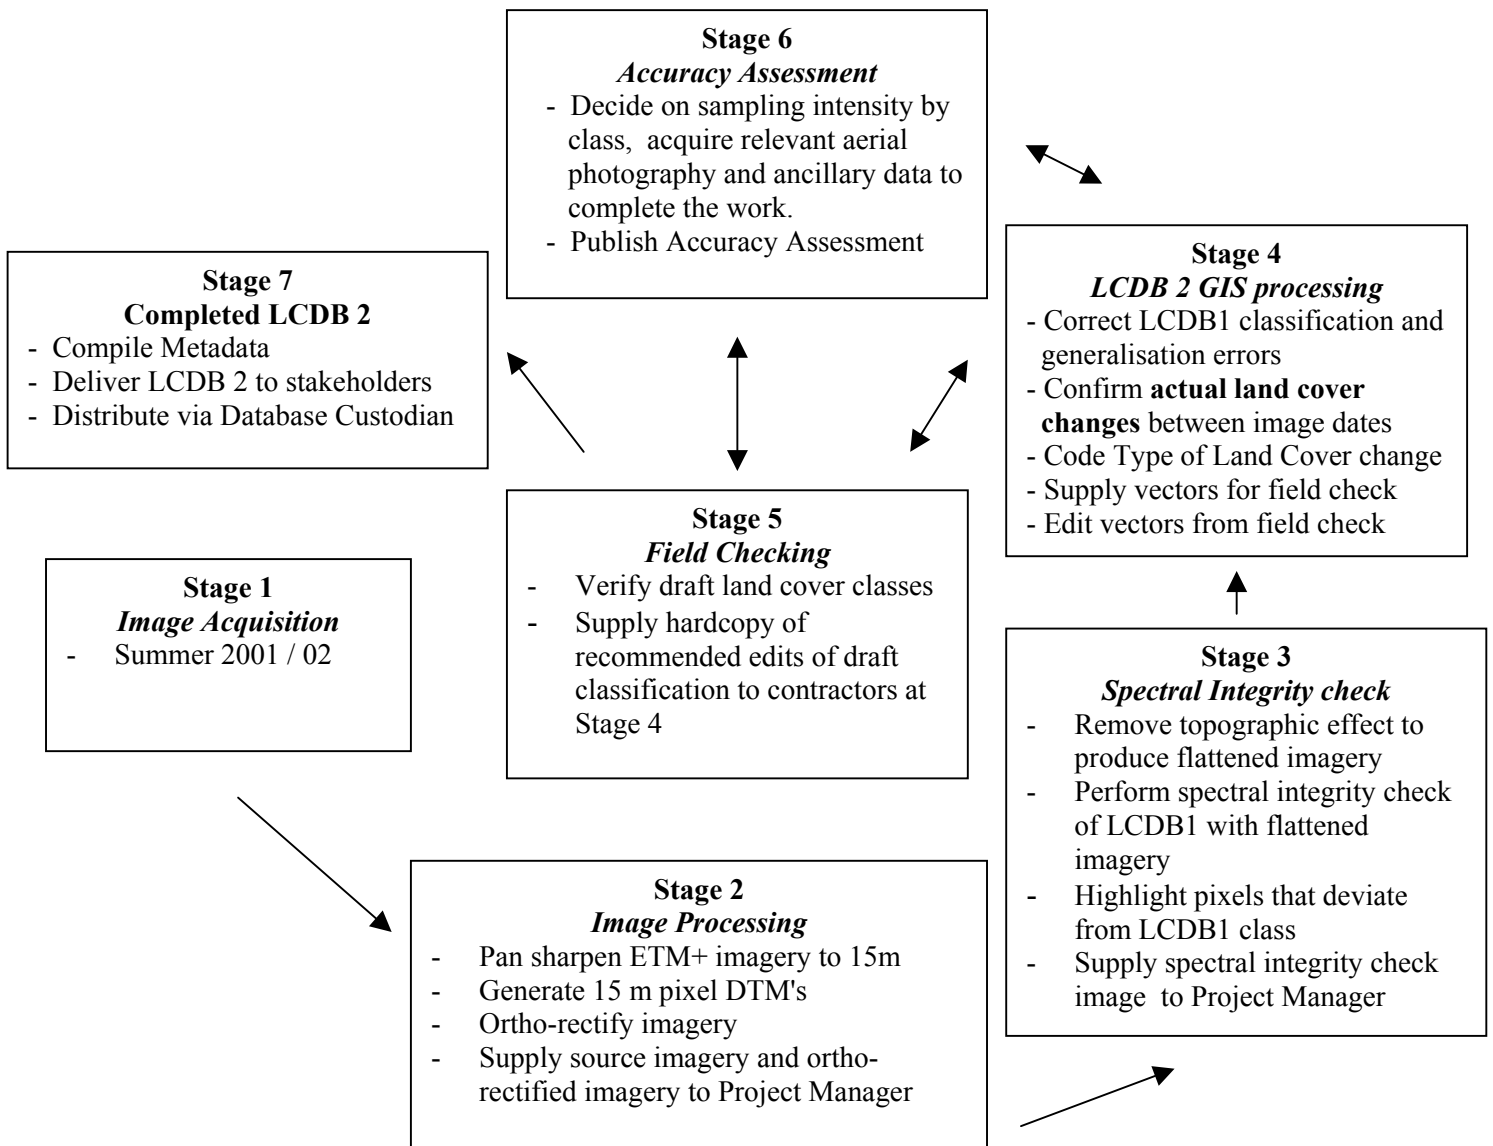 Stage 6
Accuracy Assessment
- Decide on sampling intensity by
class, acquire relevant aerial
photography and ancillary data to
complete the work.
- Publish Accuracy Assessment
Stage 7
Completed LCDB 2
- Compile Metadata
- Deliver LCDB 2 to stakeholders
- Distribute via Database Custodian
Stage 4
LCDB 2 GIS processing
- Correct LCDB1 classification and
generalisation errors
- Confirm actual land cover
changes between image dates
- Code Type of Land Cover change
- Supply vectors for field check
- Edit vectors from field check
Stage 5
Field Checking
- Verify draft land cover classes
- Supply hardcopy of
recommended edits of draft
classification to contractors at
Stage 4
Stage 1
Image Acquisition
- Summer 2001 / 02
Stage 3
Spectral Integrity check
- Remove topographic effect to
produce flattened imagery
- Perform spectral integrity check
of LCDB1 with flattened
imagery
- Highlight pixels that deviate
from LCDB1 class
- Supply spectral integrity check
image to Project Manager
Stage 2
Image Processing
- Pan sharpen ETM+ imagery to 15m
- Generate 15 m pixel DTM's
- Ortho-rectify imagery
- Supply source imagery and ortho-
rectified imagery to Project Manager